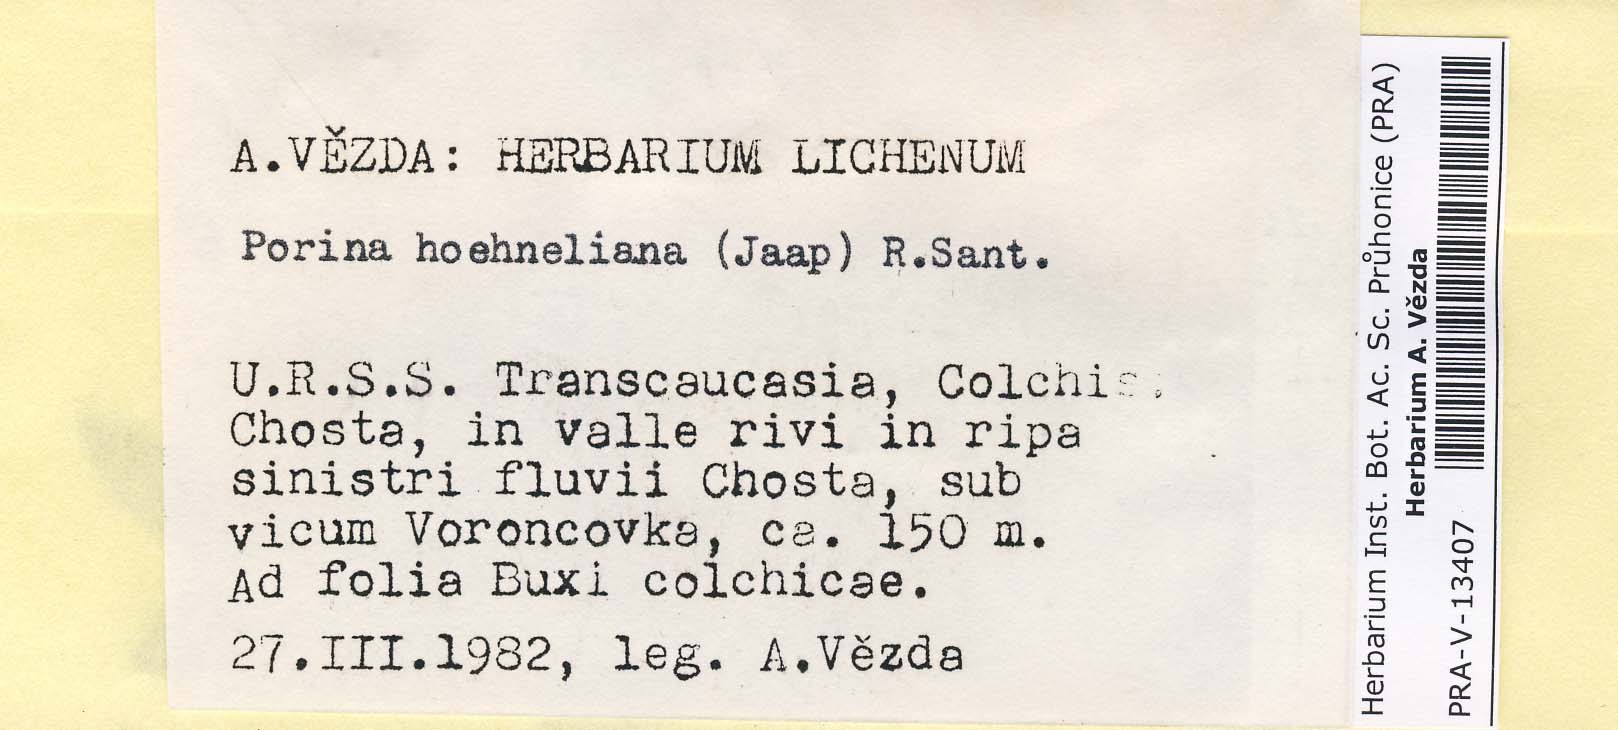 A.VĚZDA: HERBARIUM LICHENUM
Porina hoehneliana (Jaap) R.Sant.
U.R.S.S. Transcaucasia, Colchis.
Chosta, in valle rivi in ripa
sinistri fluvii Chosta, sub
vicum Voroncovka, ca. 150 m.
Ad folia Buxi colchicae.
27.III.1982, leg. A.Vězda
Herbarium Inst. Bot. Ac. Sc. Průhonice (PRA)
Herbarium A. Vězda
PRA-V-13407